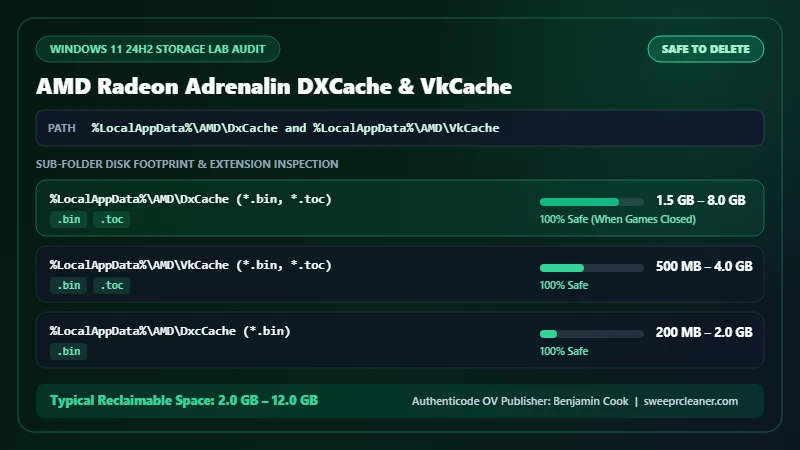 WINDOWS 11 24H2 STORAGE LAB AUDIT
SAFE TO DELETE
AMD Radeon Adrenalin DXCache & VkCache
PATH %LocalAppData%\AMD\DxCache and %LocalAppData%\AMD\VkCache
SUB-FOLDER DISK FOOTPRINT & EXTENSION INSPECTION
%LocalAppData%\AMD\DxCache (*.bin, *.toc)
1.5 GB – 8.0 GB
.bin .toc
100% Safe (When Games Closed)
%LocalAppData%\AMD\VkCache (*.bin, *.toc)
500 MB – 4.0 GB
.bin .toc
100% Safe
%LocalAppData%\AMD\DxcCache (*.bin)
200 MB – 2.0 GB
.bin
100% Safe
Typical Reclaimable Space: 2.0 GB – 12.0 GB
Authenticode OV Publisher: Benjamin Cook | sweeprcleaner.com